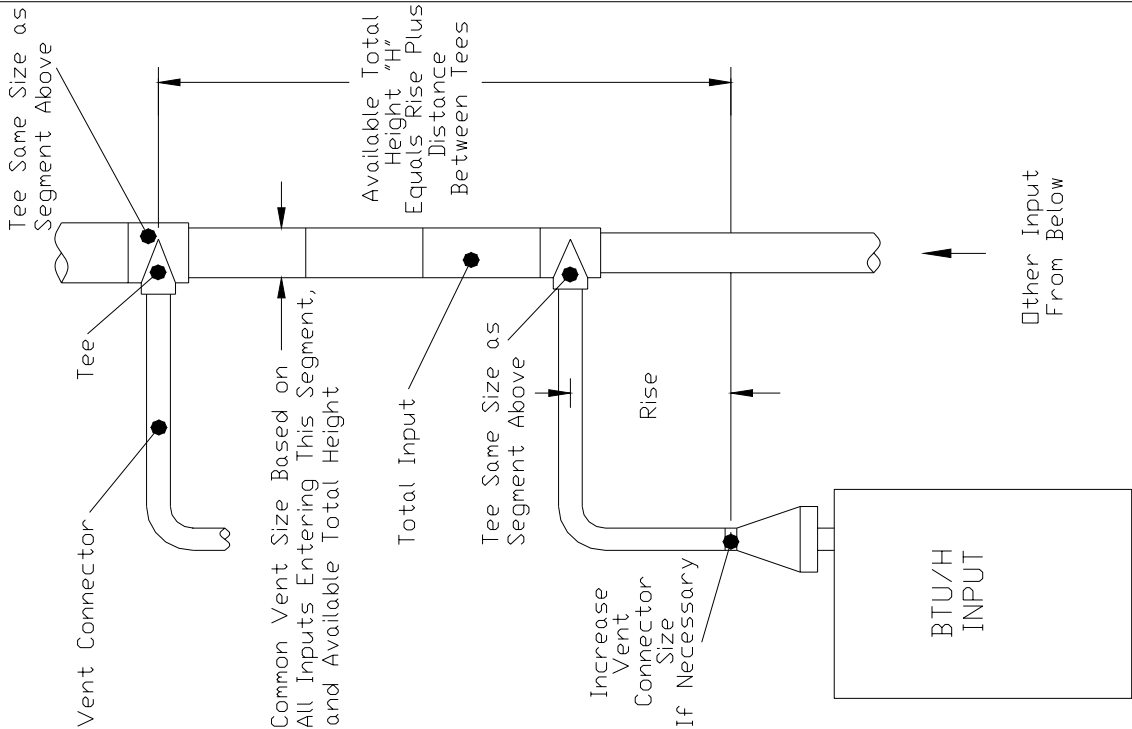 Tee Same Size as
Segment Above
Tee
Vent Connector
Available Total
Height "H"
Equals Rise Plus
Distance
Between Tees
Common Vent Size Based on
All Inputs Entering This Segment,
and Available Total Height
Total Input
Tee Same Size as
Segment Above
Rise
Other Input
From Below
Increase
Vent
Connector
Size
If Necessary
BTU/H
INPUT